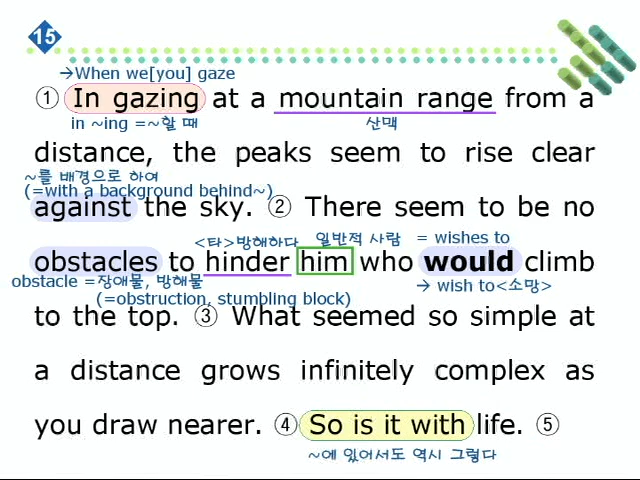 15
→When we[you] gaze
① In gazing at a mountain range from a
in ~ing =~할 때 산맥
distance, the peaks seem to rise clear
~를 배경으로 하여
(=with a background behind~)
against the sky. ② There seem to be no
<타>방해하다 일반적 사람 = wishes to
obstacles to hinder him who would climb
obstacle =장애물, 방해물 → wish to<소망>
(=obstruction, stumbling block)
to the top. ③ What seemed so simple at
a distance grows infinitely complex as
you draw nearer. ④ So is it with life. ⑤
~에 있어서도 역시 그렇다